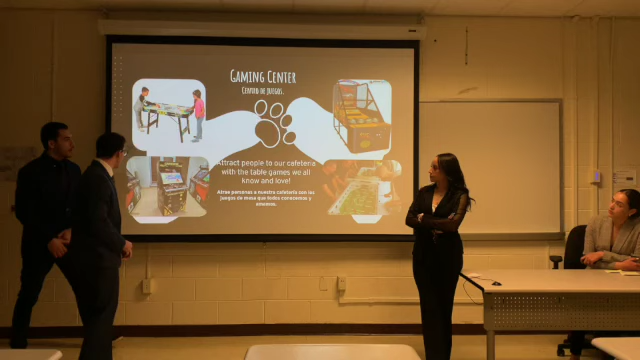 GAMING CENTER
CENTRO DE JUEGOS.
Attract people to our cafeteria
with the table games we all
know and love!
Atrae personas a nuestra cafetería con los
juegos de mesa que todos conocemos y
amamos.